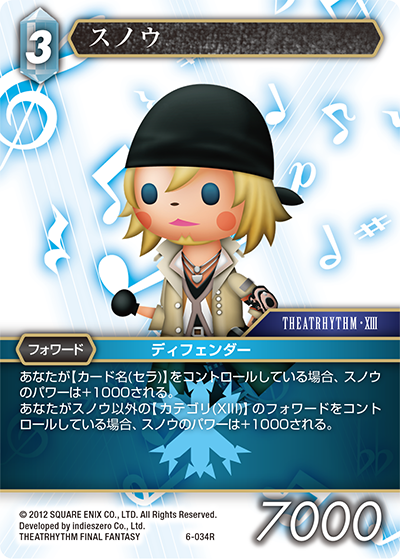 3
スノウ
THEATRHYTHM・XIII
フォワード
ディフェンダー
あなたが【カード名(セラ)】をコントロールしている場合、スノウ
のパワーは+1000される。
あなたがスノウ以外の【カテゴリ(XIII)】のフォワードをコント
ロールしている場合、スノウのパワーは+1000される。
© 2012 SQUARE ENIX CO., LTD. All Rights Reserved.
Developed by indieszero Co., Ltd.
THEATRHYTHM FINAL FANTASY
6-034R
7000